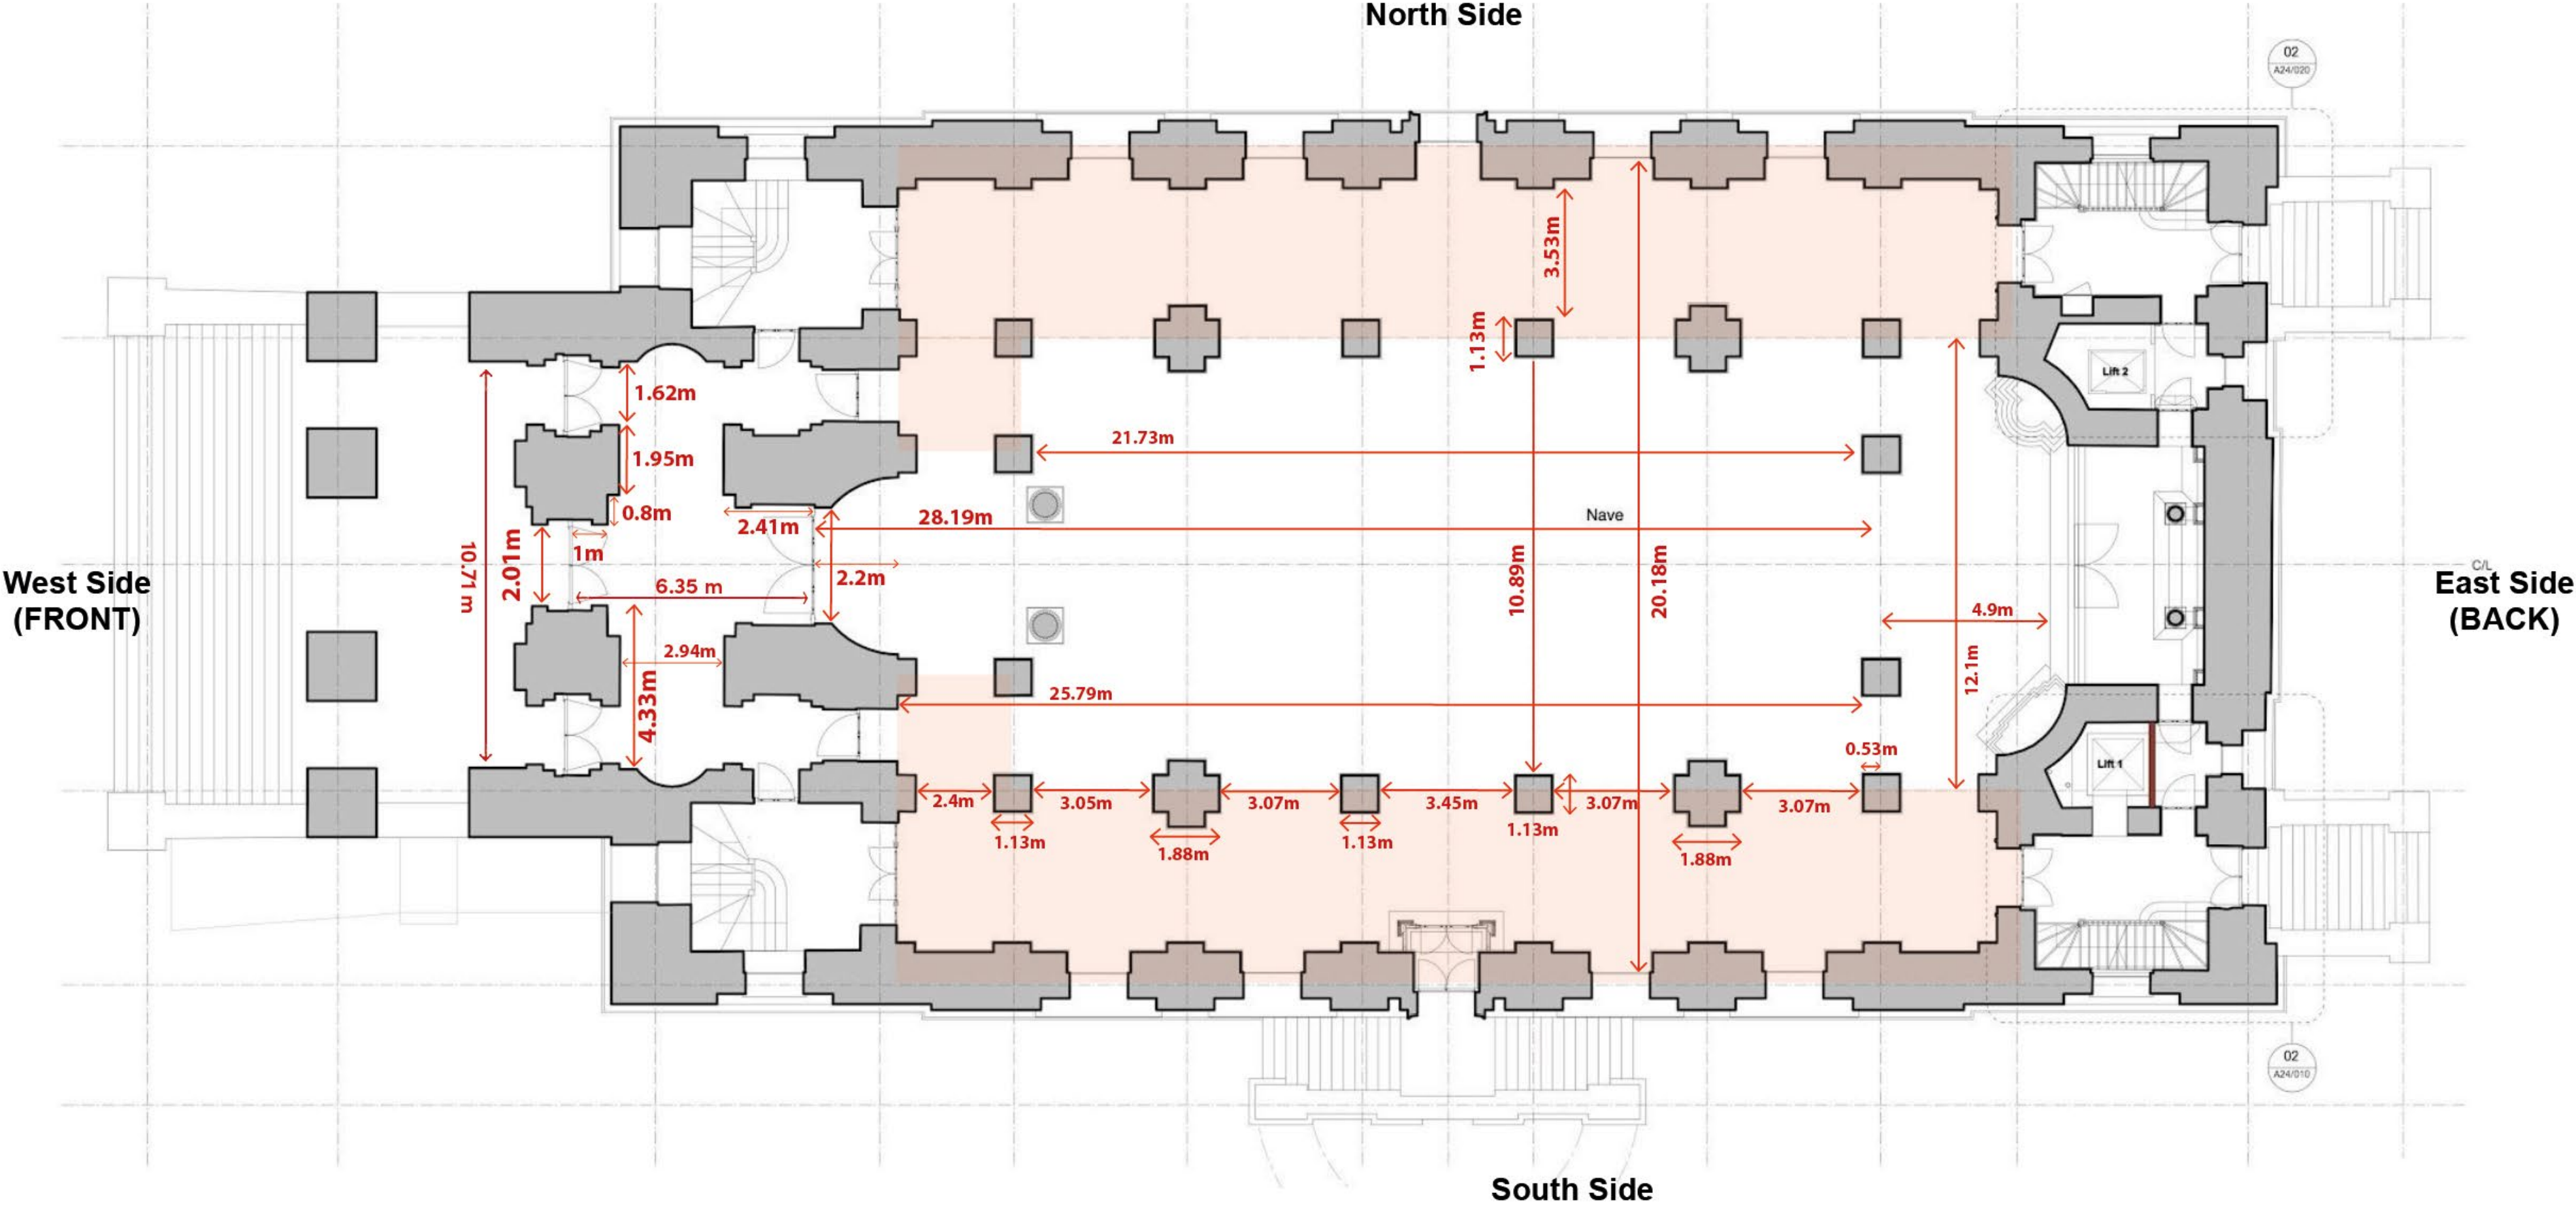 North Side
02
A24/020
3.53m
1.13m
Lift 2
1.62m
21.73m
1.95m
0.8m
2.41m
28.19m
Nave
10.71 m
2.01m
1m
2.2m
10.89m
20.18m
C/L
West Side
(FRONT)
6.35 m
East Side
(BACK)
4.9m
2.94m
4.33m
25.79m
12.1m
0.53m
Lift 1
2.4m
3.05m
3.07m
3.45m
3.07m
3.07m
1.13m
1.88m
1.13m
1.13m
1.88m
02
A24/010
South Side